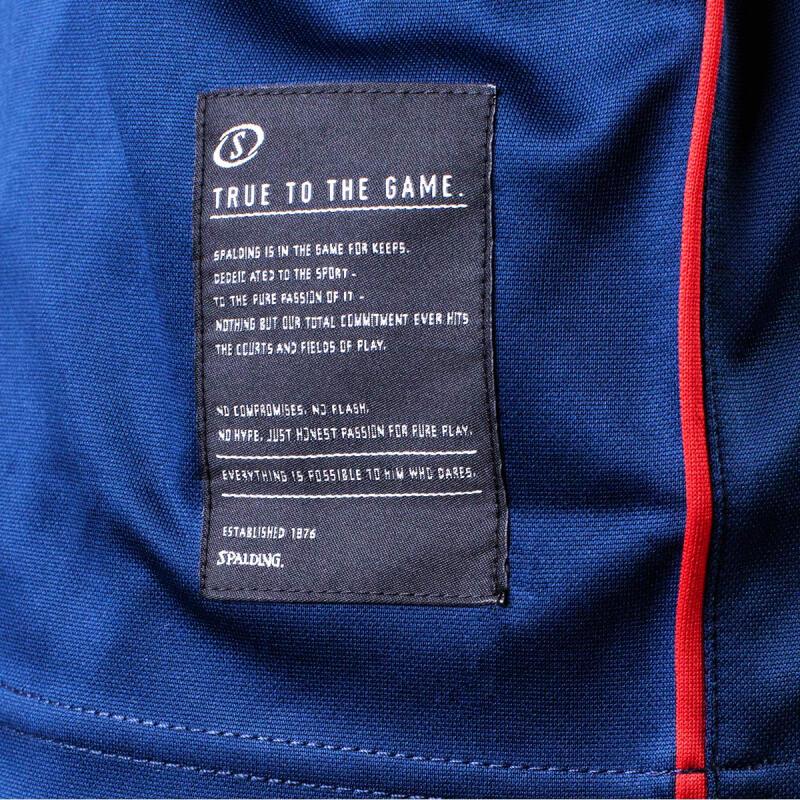 S
TRUE TO THE GAME.
SPALDING IS IN THE GAME FOR KEEPS.
DEDEICATED TO THE SPORT -
TO THE PURE PASSION OF IT -
NOTHING BUT OUR TOTAL COMMITMENT EVER HITS
THE COURTS AND FIELDS OF PLAY.
NO COMPROMISES. NO FLASH.
NO HYPE. JUST HONEST PASSION FOR PURE PLAY.
EVERYTHING IS POSSIBLE TO HIM WHO DARES.
ESTABLISHED 1876
SPALDING.